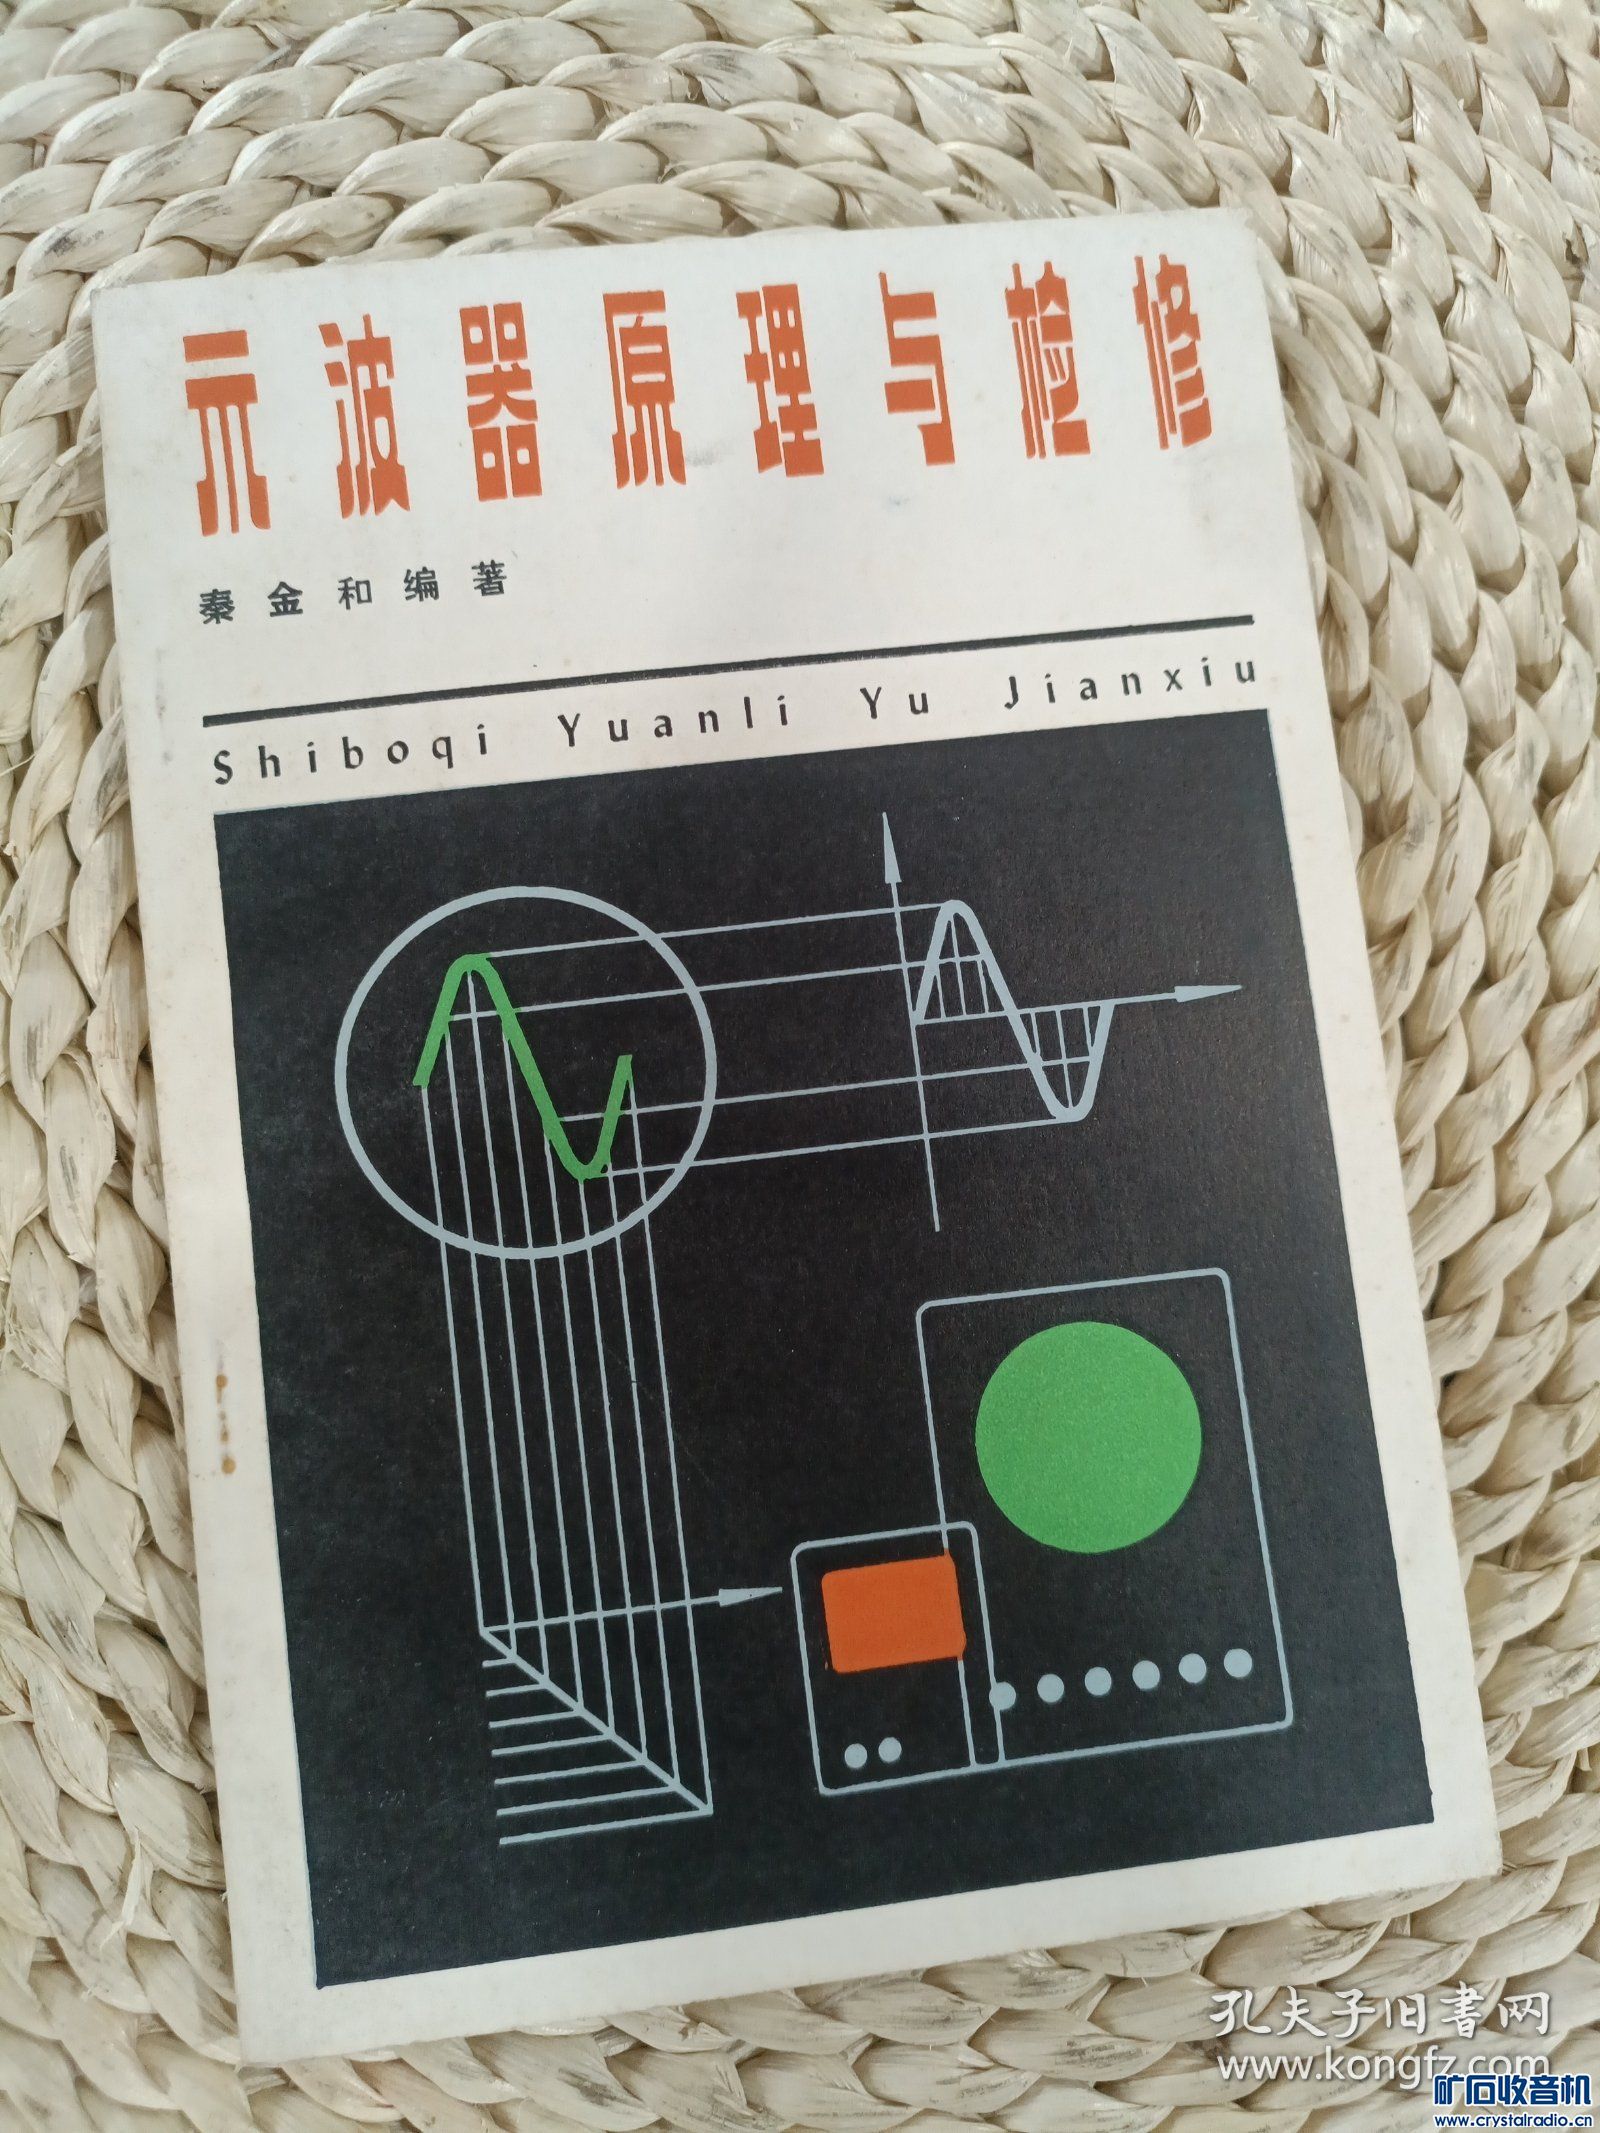 示波器原理与检修
秦金和编著
Shiboqi Yuanli Yu Jianxiu
孔夫子旧书网
www.kongfz.com
矿石收音机
www.crystalradio.cn